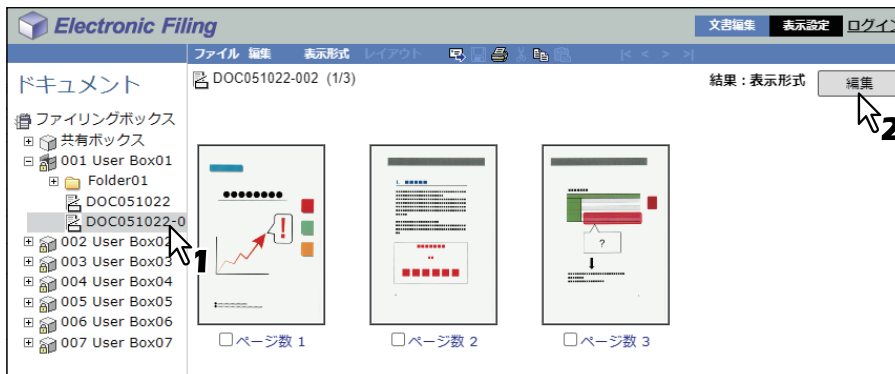 Electronic Filing
文書編集 表示設定 ログイン
ファイル 編集 表示形式 レイアウト |< < > >|
ドキュメント
DOC051022-002 (1/3)
結果：表示形式 編集
2
ファイリングボックス
共有ボックス
001 User Box01
Folder01
DOC051022
DOC051022-0
1
002 User Box02
003 User Box03
004 User Box04
005 User Box05
006 User Box06
007 User Box07
!
?
ページ数 1
ページ数 2
ページ数 3